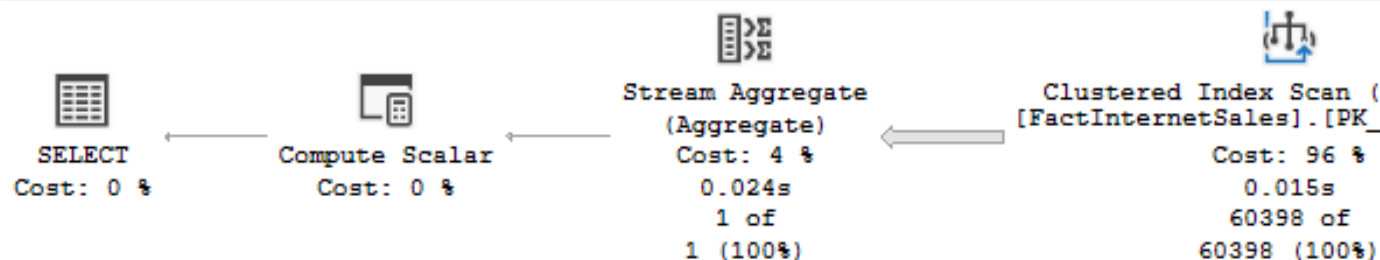 SELECT
Cost: 0 %
Compute Scalar
Cost: 0 %
Stream Aggregate
(Aggregate)
Cost: 4 %
0.024s
1 of
1 (100%)
Clustered Index Scan (
[FactInternetSales].[PK_
Cost: 96 %
0.015s
60398 of
60398 (100%)